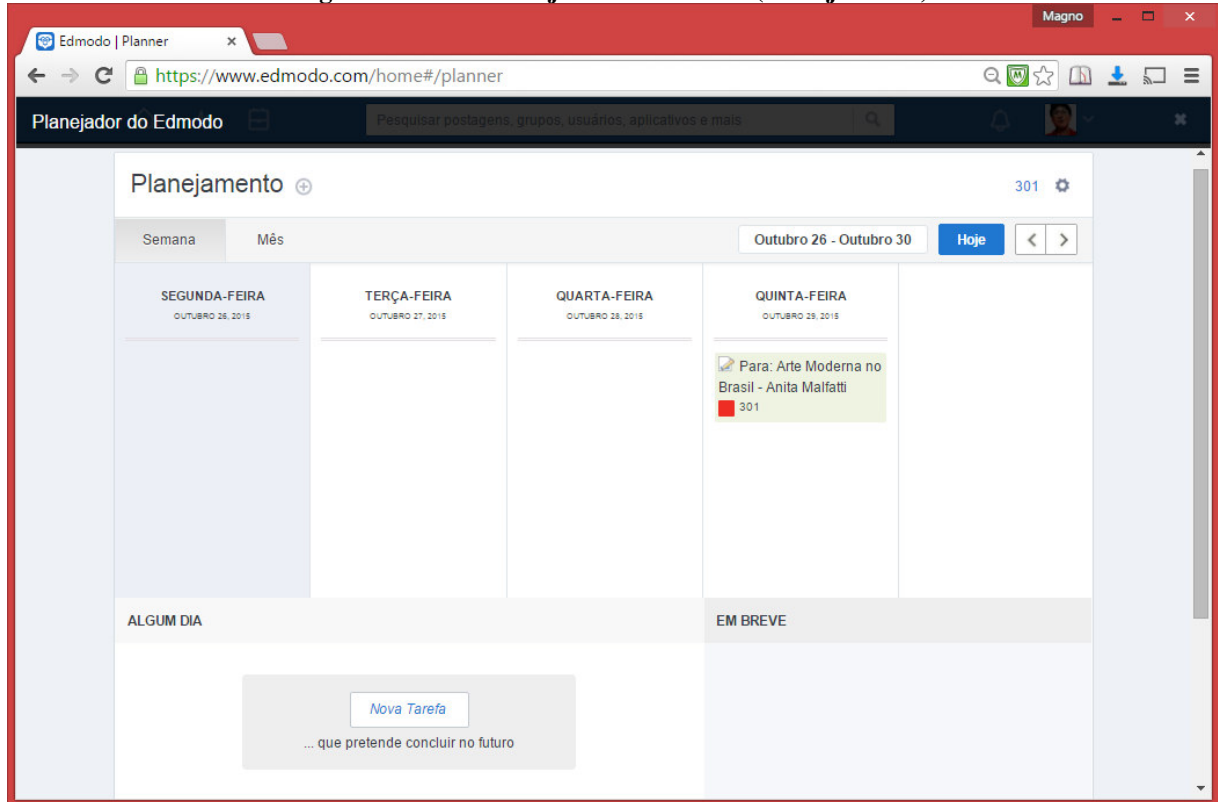 Magno
Edmodo | Planner
https://www.edmodo.com/home#/planner
Planejador do Edmodo
Pesquisar postagens, grupos, usuários, aplicativos e mais
Planejamento
301
Semana
Mês
Outubro 26 - Outubro 30
Hoje
SEGUNDA-FEIRA
OUTUBRO 26, 2015
TERÇA-FEIRA
OUTUBRO 27, 2015
QUARTA-FEIRA
OUTUBRO 28, 2015
QUINTA-FEIRA
OUTUBRO 29, 2015
Para: Arte Moderna no
Brasil - Anita Malfatti
301
ALGUM DIA
EM BREVE
Nova Tarefa
... que pretende concluir no futuro